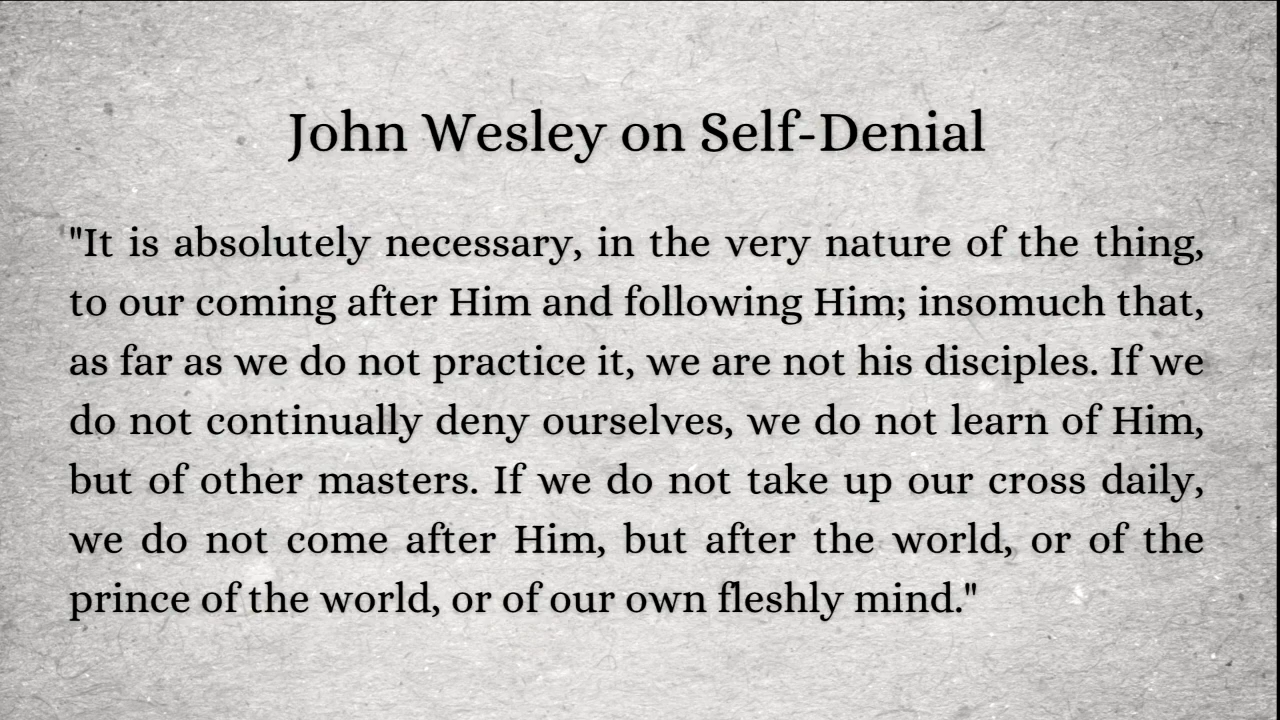 John Wesley on Self-Denial
"It is absolutely necessary, in the very nature of the thing,
to our coming after Him and following Him; insomuch that,
as far as we do not practice it, we are not his disciples. If we
do not continually deny ourselves, we do not learn of Him,
but of other masters. If we do not take up our cross daily,
we do not come after Him, but after the world, or of the
prince of the world, or of our own fleshly mind."